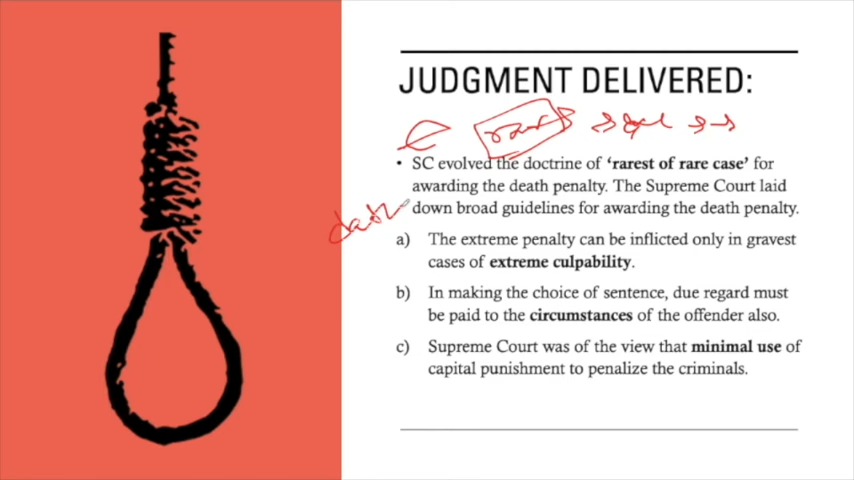 JUDGMENT DELIVERED:
• SC evolved the doctrine of ‘rarest of rare case’ for
awarding the death penalty. The Supreme Court laid
down broad guidelines for awarding the death penalty.
a) The extreme penalty can be inflicted only in gravest
cases of extreme culpability.
b) In making the choice of sentence, due regard must
be paid to the circumstances of the offender also.
c) Supreme Court was of the view that minimal use of
capital punishment to penalize the criminals.